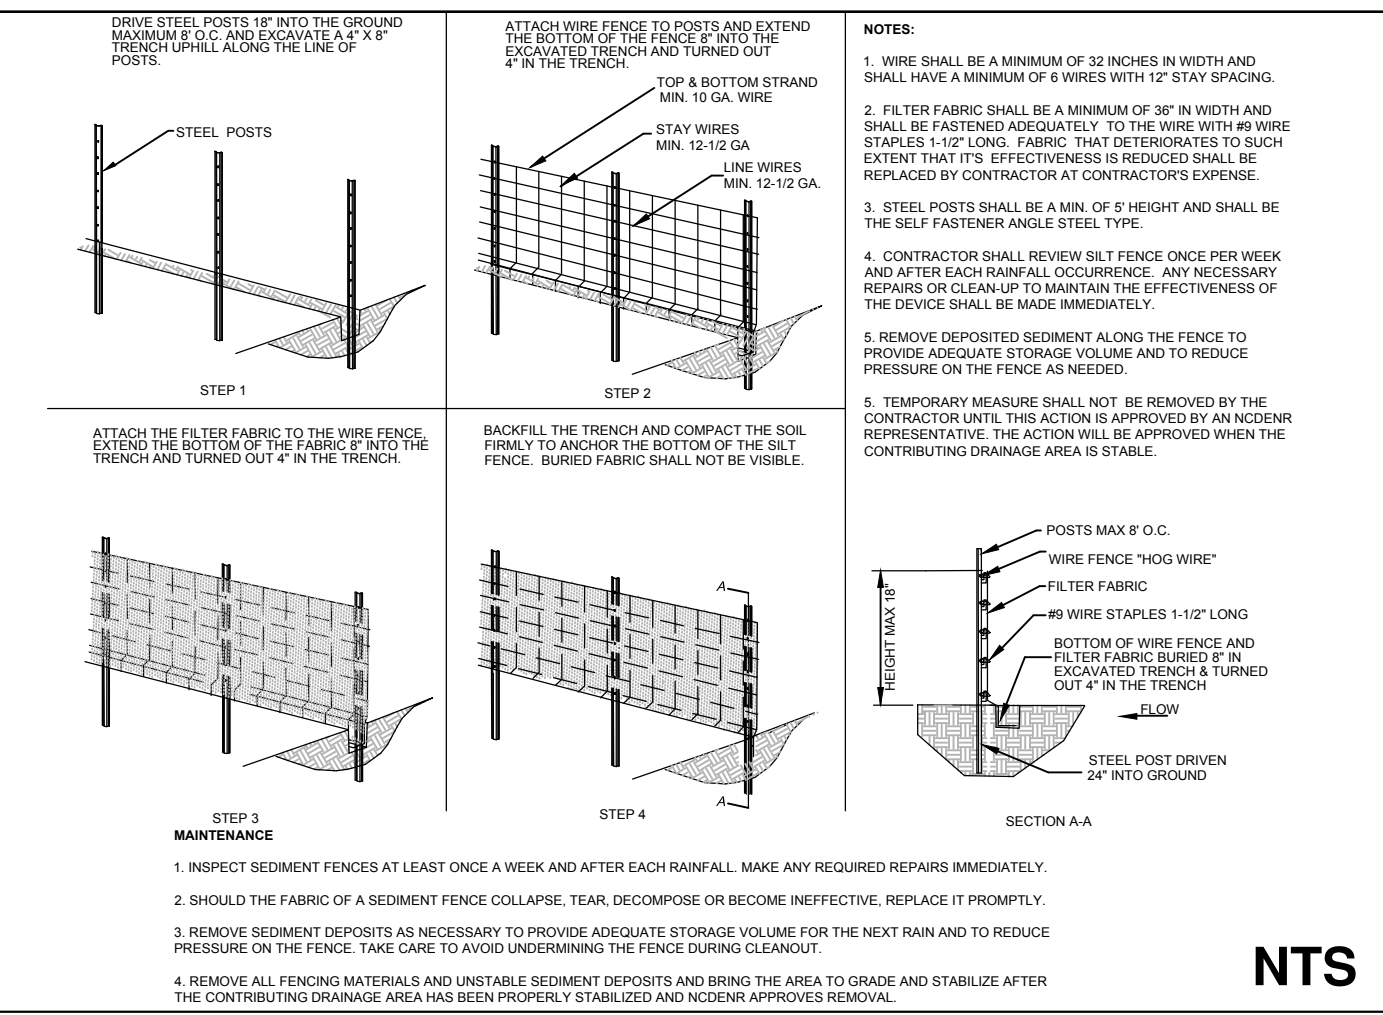 DRIVE STEEL POSTS 18" INTO THE GROUND
MAXIMUM 8' O.C. AND EXCAVATE A 4" X 8"
TRENCH UPHILL ALONG THE LINE OF
POSTS.
STEEL POSTS
STEP 1
ATTACH WIRE FENCE TO POSTS AND EXTEND
THE BOTTOM OF THE FENCE 8" INTO THE
EXCAVATED TRENCH AND TURNED OUT
4" IN THE TRENCH.
TOP & BOTTOM STRAND
MIN. 10 GA. WIRE
STAY WIRES
MIN. 12-1/2 GA
LINE WIRES
MIN. 12-1/2 GA.
STEP 2
ATTACH THE FILTER FABRIC TO THE WIRE FENCE,
EXTEND THE BOTTOM OF THE FABRIC 8" INTO THE
TRENCH AND TURNED OUT 4" IN THE TRENCH.
STEP 3
BACKFILL THE TRENCH AND COMPACT THE SOIL
FIRMLY TO ANCHOR THE BOTTOM OF THE SILT
FENCE. BURIED FABRIC SHALL NOT BE VISIBLE.
A
A
STEP 4
NOTES:
1. WIRE SHALL BE A MINIMUM OF 32 INCHES IN WIDTH AND
SHALL HAVE A MINIMUM OF 6 WIRES WITH 12" STAY SPACING.
2. FILTER FABRIC SHALL BE A MINIMUM OF 36" IN WIDTH AND
SHALL BE FASTENED ADEQUATELY TO THE WIRE WITH #9 WIRE
STAPLES 1-1/2" LONG. FABRIC THAT DETERIORATES TO SUCH
EXTENT THAT IT'S EFFECTIVENESS IS REDUCED SHALL BE
REPLACED BY CONTRACTOR AT CONTRACTOR'S EXPENSE.
3. STEEL POSTS SHALL BE A MIN. OF 5' HEIGHT AND SHALL BE
THE SELF FASTENER ANGLE STEEL TYPE.
4. CONTRACTOR SHALL REVIEW SILT FENCE ONCE PER WEEK
AND AFTER EACH RAINFALL OCCURRENCE. ANY NECESSARY
REPAIRS OR CLEAN-UP TO MAINTAIN THE EFFECTIVENESS OF
THE DEVICE SHALL BE MADE IMMEDIATELY.
5. REMOVE DEPOSITED SEDIMENT ALONG THE FENCE TO
PROVIDE ADEQUATE STORAGE VOLUME AND TO REDUCE
PRESSURE ON THE FENCE AS NEEDED.
5. TEMPORARY MEASURE SHALL NOT BE REMOVED BY THE
CONTRACTOR UNTIL THIS ACTION IS APPROVED BY AN NCDENR
REPRESENTATIVE. THE ACTION WILL BE APPROVED WHEN THE
CONTRIBUTING DRAINAGE AREA IS STABLE.
POSTS MAX 8' O.C.
WIRE FENCE "HOG WIRE"
FILTER FABRIC
#9 WIRE STAPLES 1-1/2" LONG
BOTTOM OF WIRE FENCE AND
FILTER FABRIC BURIED 8" IN
EXCAVATED TRENCH & TURNED
OUT 4" IN THE TRENCH
HEIGHT MAX 18"
FLOW
STEEL POST DRIVEN
24" INTO GROUND
SECTION A-A
MAINTENANCE
1. INSPECT SEDIMENT FENCES AT LEAST ONCE A WEEK AND AFTER EACH RAINFALL. MAKE ANY REQUIRED REPAIRS IMMEDIATELY.
2. SHOULD THE FABRIC OF A SEDIMENT FENCE COLLAPSE, TEAR, DECOMPOSE OR BECOME INEFFECTIVE, REPLACE IT PROMPTLY.
3. REMOVE SEDIMENT DEPOSITS AS NECESSARY TO PROVIDE ADEQUATE STORAGE VOLUME FOR THE NEXT RAIN AND TO REDUCE
PRESSURE ON THE FENCE. TAKE CARE TO AVOID UNDERMINING THE FENCE DURING CLEANOUT.
4. REMOVE ALL FENCING MATERIALS AND UNSTABLE SEDIMENT DEPOSITS AND BRING THE AREA TO GRADE AND STABILIZE AFTER
THE CONTRIBUTING DRAINAGE AREA HAS BEEN PROPERLY STABILIZED AND NCDENR APPROVES REMOVAL.
NTS